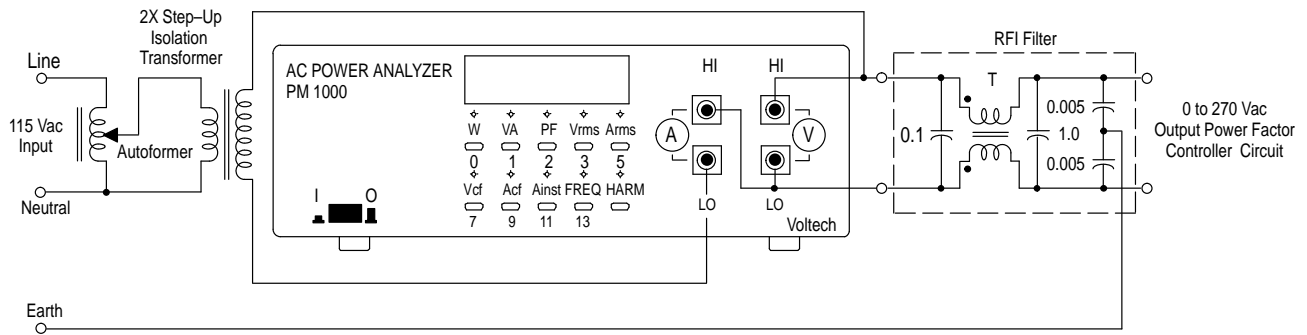 2X Step–Up
Isolation
Transformer
Line
115 Vac
Input
Autoformer
Neutral
Earth
AC POWER ANALYZER
PM 1000
W VA PF Vrms Arms
0 1 2 3 5
Vcf Acf Ainst FREQ HARM
7 9 11 13
I O
HI HI
A V
LO LO
Voltech
RFI Filter
T
0.1
1.0
0.005
0.005
0 to 270 Vac
Output Power Factor
Controller Circuit